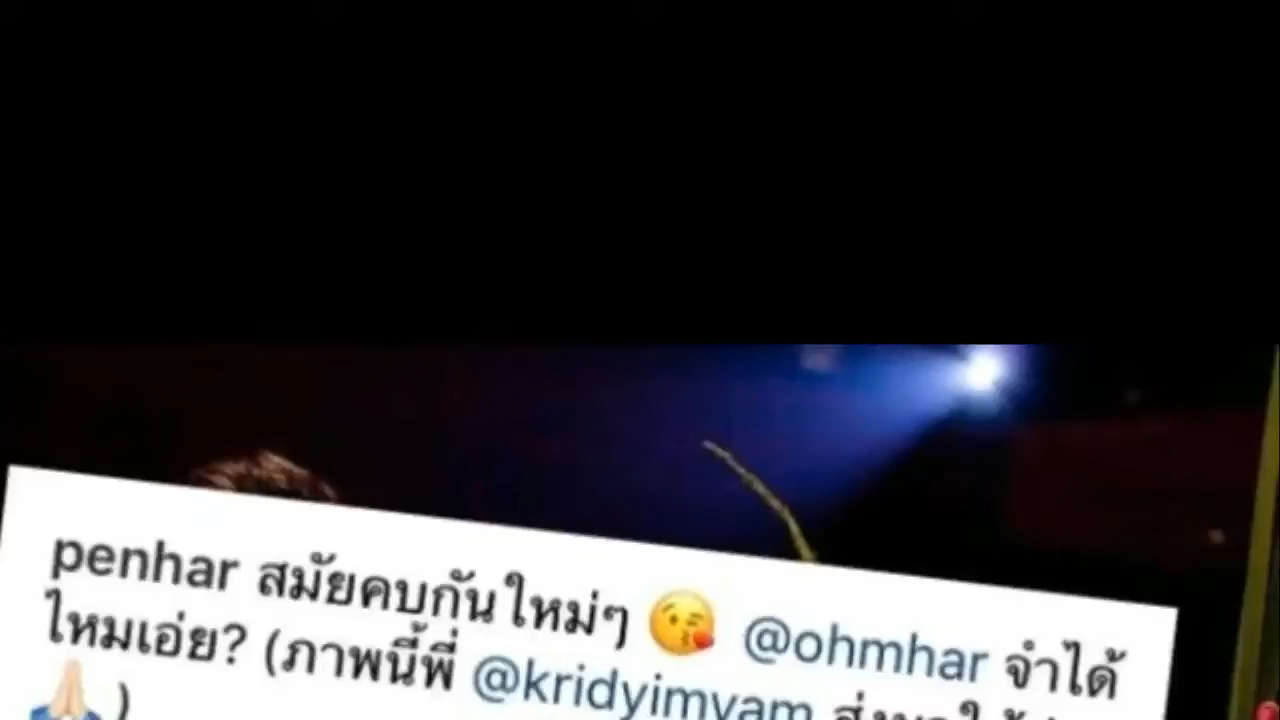 penhar สมัยคบกันใหม่ๆ 😘 @ohmhar จำได้
ไหมเอ่ย? (ภาพนี้พี่ @kridyimyam
🙏🏻)